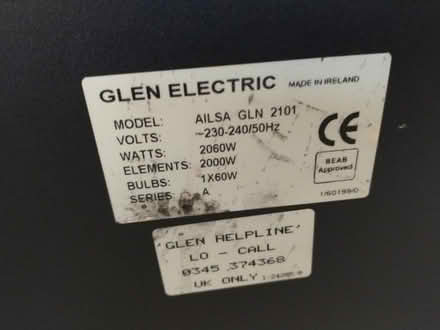 GLEN ELECTRIC MADE IN IRELAND
MODEL: AILSA GLN 2101
VOLTS: ~230-240/50Hz
WATTS: 2060W
ELEMENTS: 2000W
BULBS: 1X60W
SERIES: A
CE
BEAB
Approved
'GLEN HELPLINE'
LO - CALL
0345 374368
UK ONLY